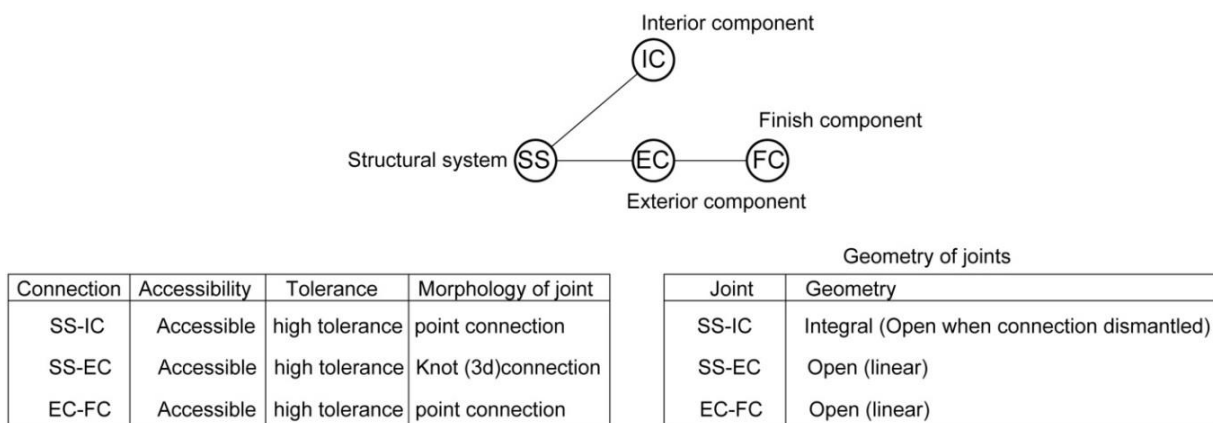 Interior component
IC
Finish component
Structural system SS EC FC
Exterior component
Geometry of joints
Connection Accessibility Tolerance Morphology of joint
SS-IC Accessible high tolerance point connection
SS-EC Accessible high tolerance Knot (3d)connection
EC-FC Accessible high tolerance point connection
Joint Geometry
SS-IC Integral (Open when connection dismantled)
SS-EC Open (linear)
EC-FC Open (linear)